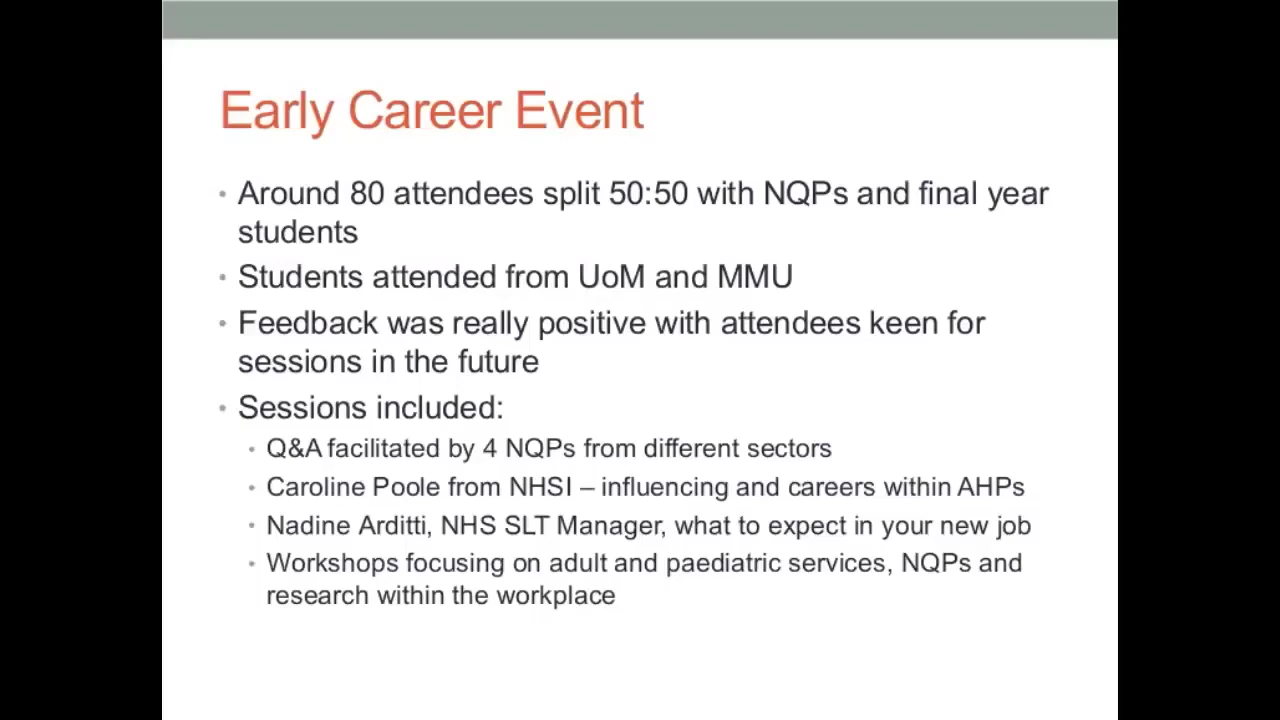 Early Career Event
• Around 80 attendees split 50:50 with NQPs and final year
students
• Students attended from UoM and MMU
• Feedback was really positive with attendees keen for
sessions in the future
• Sessions included:
• Q&A facilitated by 4 NQPs from different sectors
• Caroline Poole from NHSI – influencing and careers within AHPs
• Nadine Arditti, NHS SLT Manager, what to expect in your new job
• Workshops focusing on adult and paediatric services, NQPs and
research within the workplace